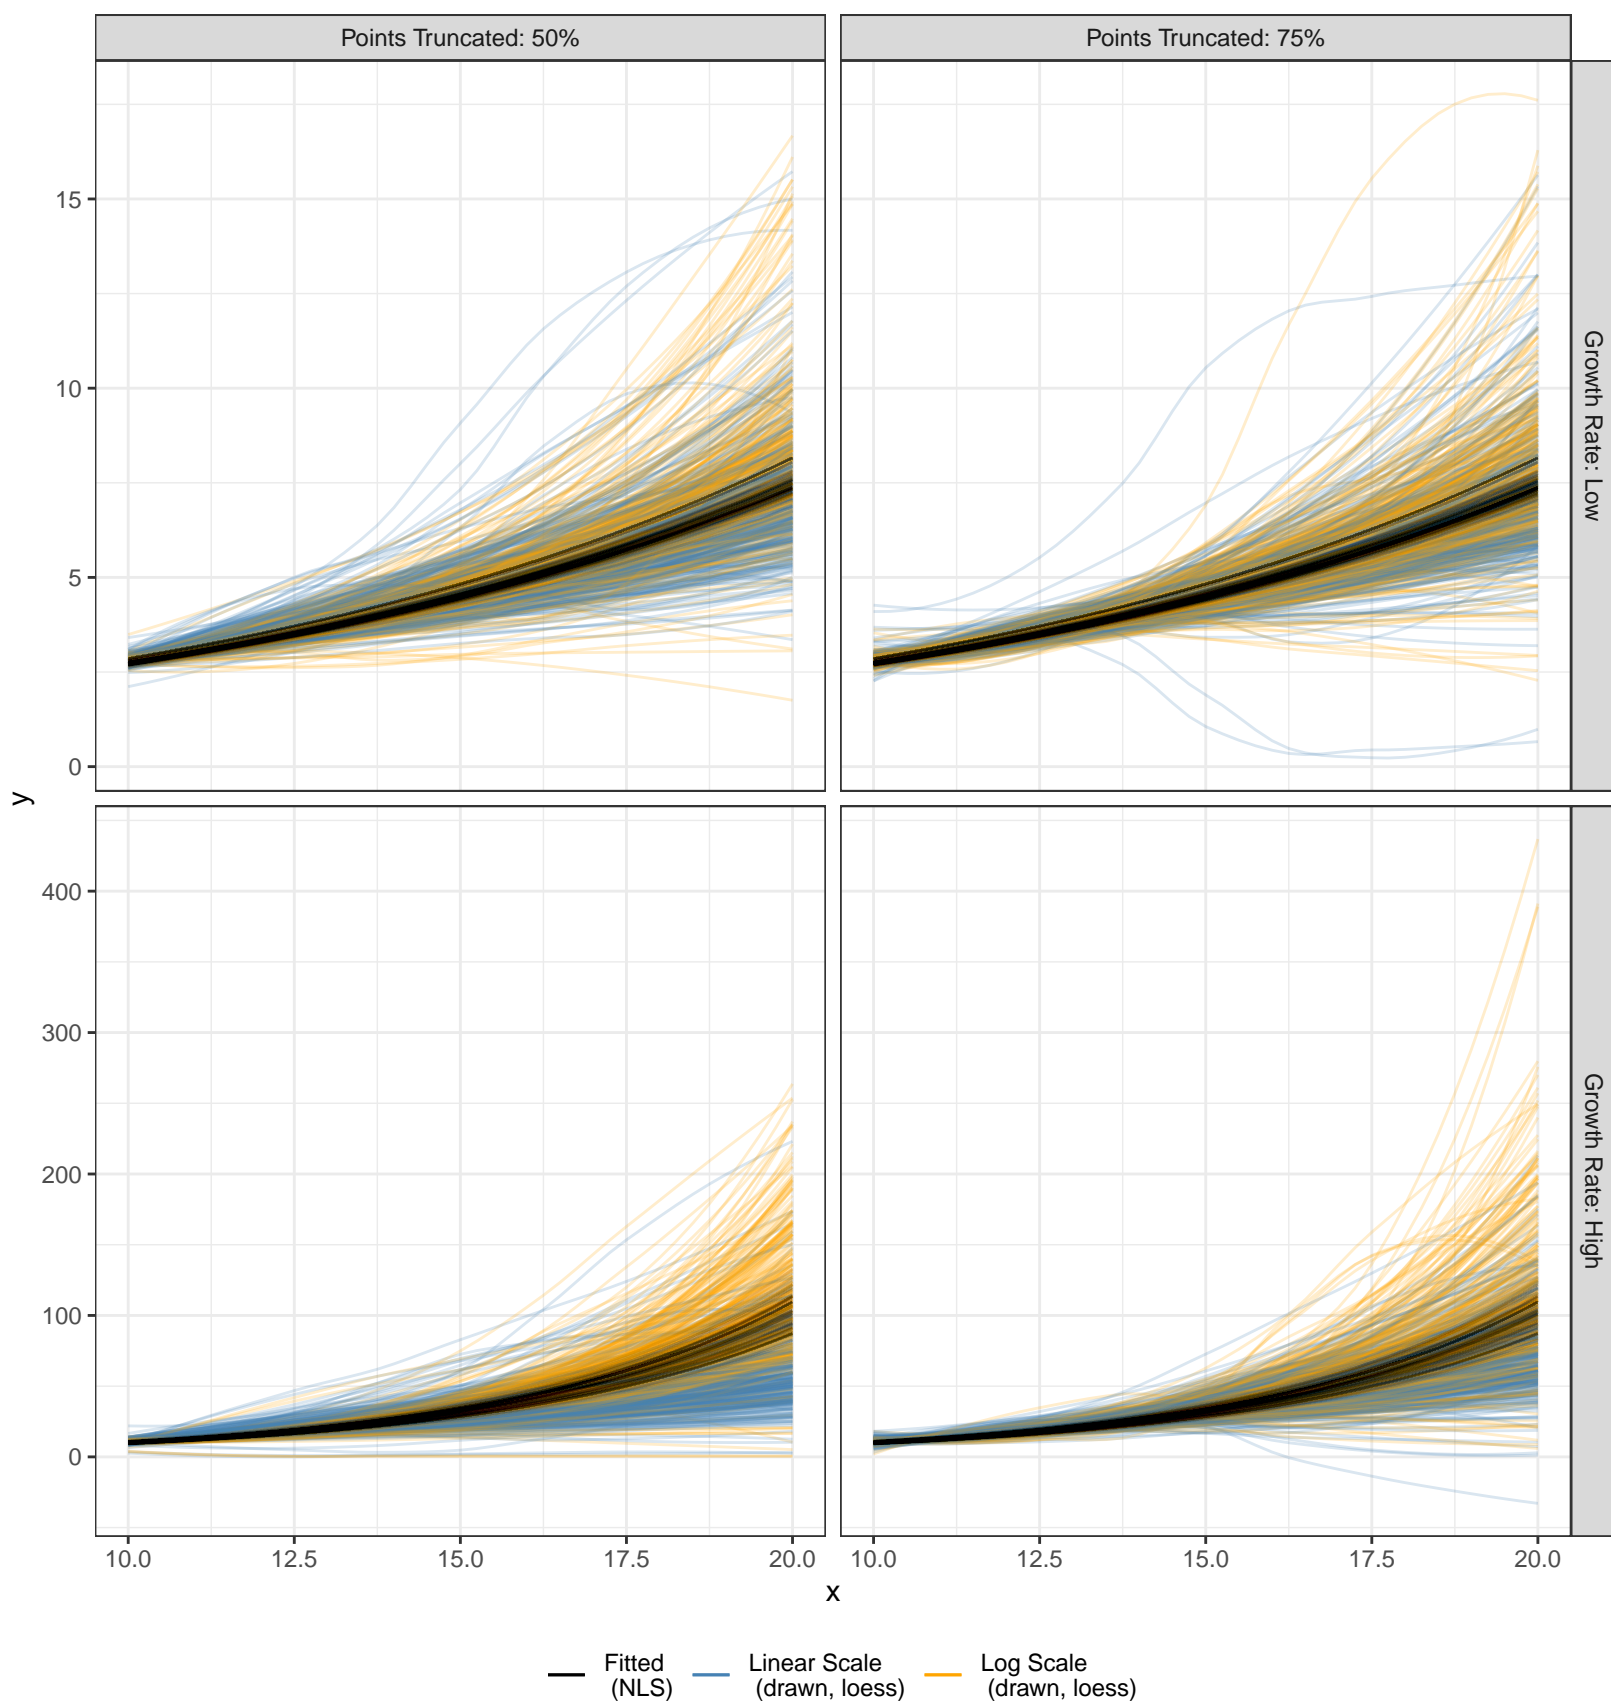 Points Truncated: 50%
Points Truncated: 75%
15
10
5
0
Growth Rate: Low
y
400
300
200
100
0
Growth Rate: High
10.0 12.5 15.0 17.5 20.0
10.0 12.5 15.0 17.5 20.0
x
Fitted
(NLS)
Linear Scale
(drawn, loess)
Log Scale
(drawn, loess)